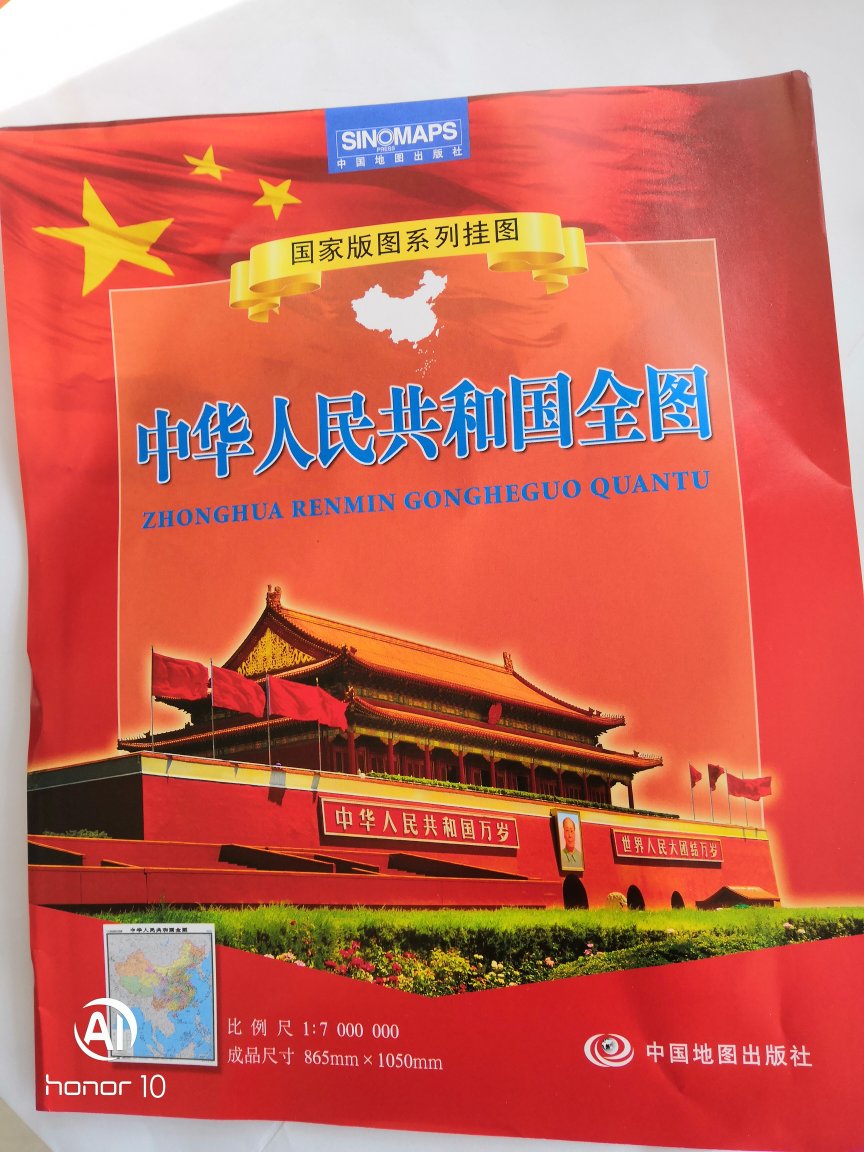 SINOMAPS
PRESS
中国地图出版社
国家版图系列挂图
中华人民共和国全图
ZHONGHUA RENMIN GONGHEGUO QUANTU
中华人民共和国万岁
世界人民大团结万岁
中华人民共和国全图
比例尺 1:7 000 000
成品尺寸 865mm×1050mm
中国地图出版社
AI
honor 10